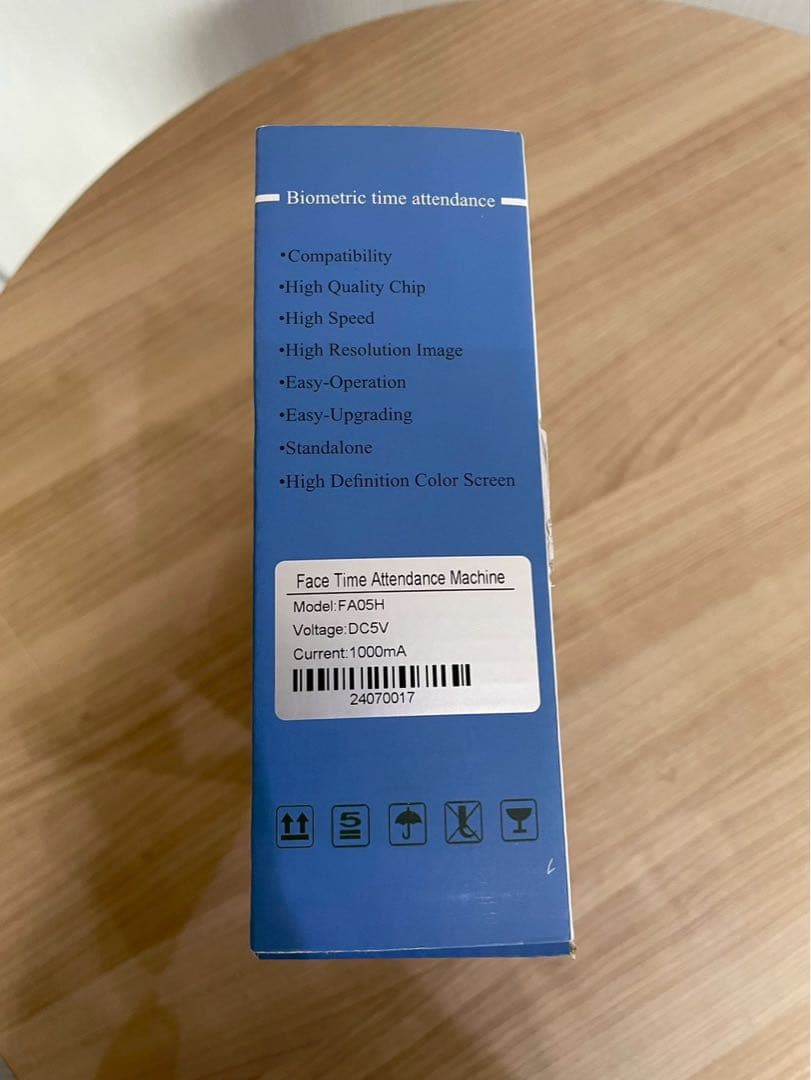 Biometric time attendance
•Compatibility
•High Quality Chip
•High Speed
•High Resolution Image
•Easy-Operation
•Easy-Upgrading
•Standalone
•High Definition Color Screen
Face Time Attendance Machine
Model:FA05H
Voltage:DC5V
Current:1000mA
24070017
5